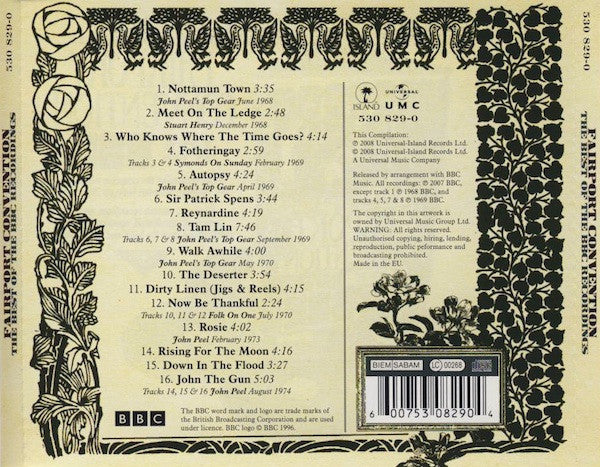 530 829-0
FAIRPORT CONVENTION
THE BEST OF THE BBC RECORDINGS
1. Nottamun Town 3:35
John Peel's Top Gear June 1968
2. Meet On The Ledge 2:48
Stuart Henry December 1968
3. Who Knows Where The Time Goes? 4:14
4. Fotheringay 2:59
Tracks 3 & 4 Symonds On Sunday February 1969
5. Autopsy 4:24
John Peel's Top Gear April 1969
6. Sir Patrick Spens 3:44
7. Reynardine 4:19
8. Tam Lin 7:46
Tracks 6, 7 & 8 John Peel's Top Gear September 1969
9. Walk Awhile 4:00
John Peel's Top Gear May 1970
10. The Deserter 3:54
11. Dirty Linen (Jigs & Reels) 4:15
12. Now Be Thankful 2:24
Tracks 10, 11 & 12 Folk On One July 1970
13. Rosie 4:02
John Peel February 1973
14. Rising For The Moon 4:16
15. Down In The Flood 3:27
16. John The Gun 5:03
Tracks 14, 15 & 16 John Peel August 1974
BBC
The BBC word mark and logo are trade marks of
the British Broadcasting Corporation and are
used under licence. BBC logo © BBC 1996.
ISLAND
UNIVERSAL
UMC
530 829-0
This Compilation:
℗ 2008 Universal-Island Records Ltd.
© 2008 Universal-Island Records Ltd.
A Universal Music Company
Released by arrangement with BBC
Music. All recordings: ℗ 2007 BBC,
except track 1 ℗ 1968 BBC, and
tracks 4, 5, 7 & 8 ℗ 1969 BBC.
The copyright in this artwork is
owned by Universal Music Group Ltd.
WARNING: All rights reserved.
Unauthorised copying, hiring, lending,
reproduction, public peformance and
broadcasting prohibited.
Made in the EU.
BIEM/SABAM
LC 00268
6 00753 08290 4
530 829-0
FAIRPORT CONVENTION
THE BEST OF THE BBC RECORDINGS